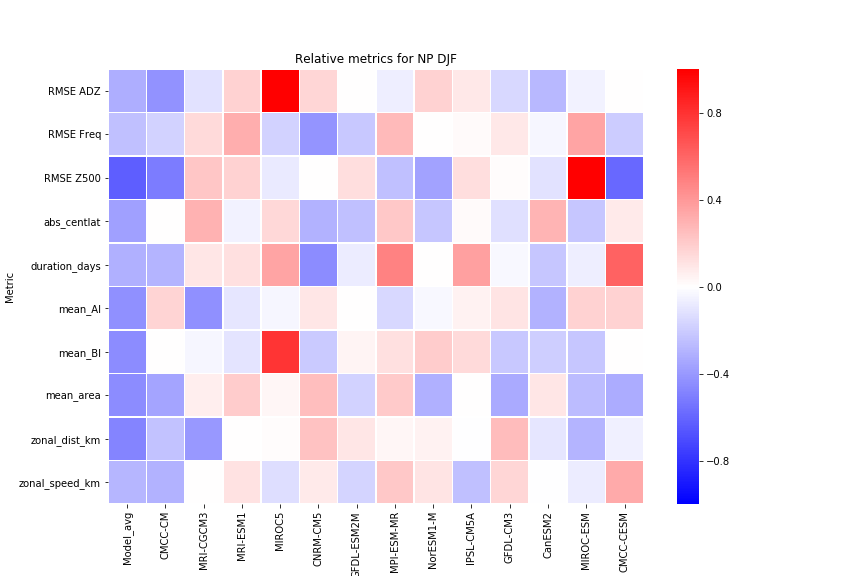 Relative metrics for NP DJF
Metric
RMSE ADZ
RMSE Freq
RMSE Z500
abs_centlat
duration_days
mean_AI
mean_BI
mean_area
zonal_dist_km
zonal_speed_km
Model_avg
CMCC-CM
MRI-CGCM3
MRI-ESM1
MIROC5
CNRM-CM5
GFDL-ESM2M
MPI-ESM-MR
NorESM1-M
IPSL-CM5A
GFDL-CM3
CanESM2
MIROC-ESM
CMCC-CESM
0.8
0.4
0.0
−0.4
−0.8